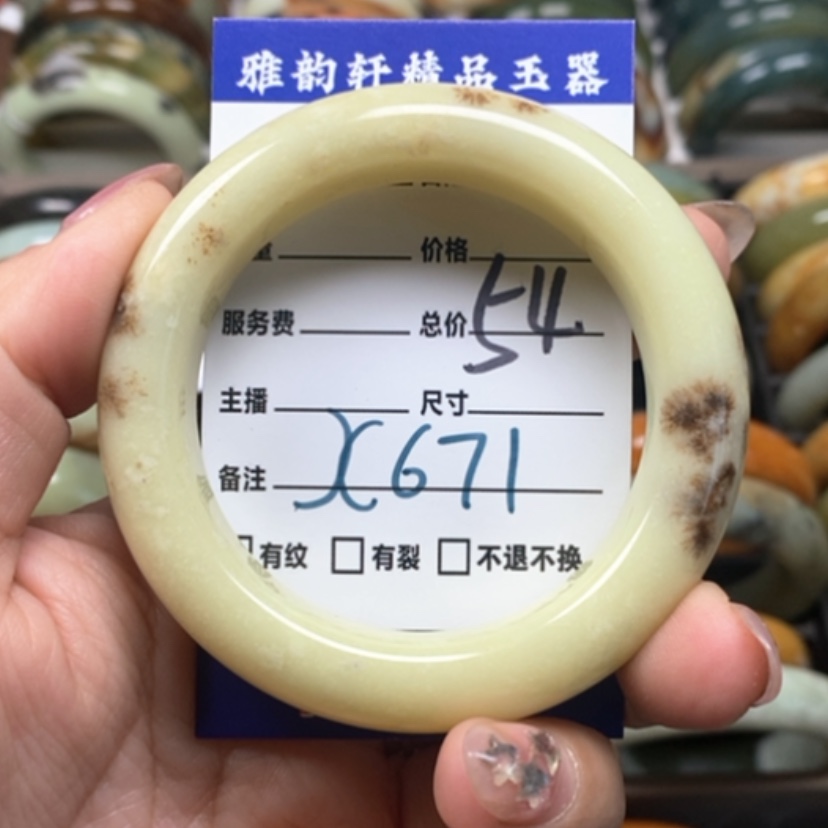 雅韵轩精品玉器
量 价格
服务费 总价 54.
主播 尺寸
备注 X671
有纹 有裂 不退不换